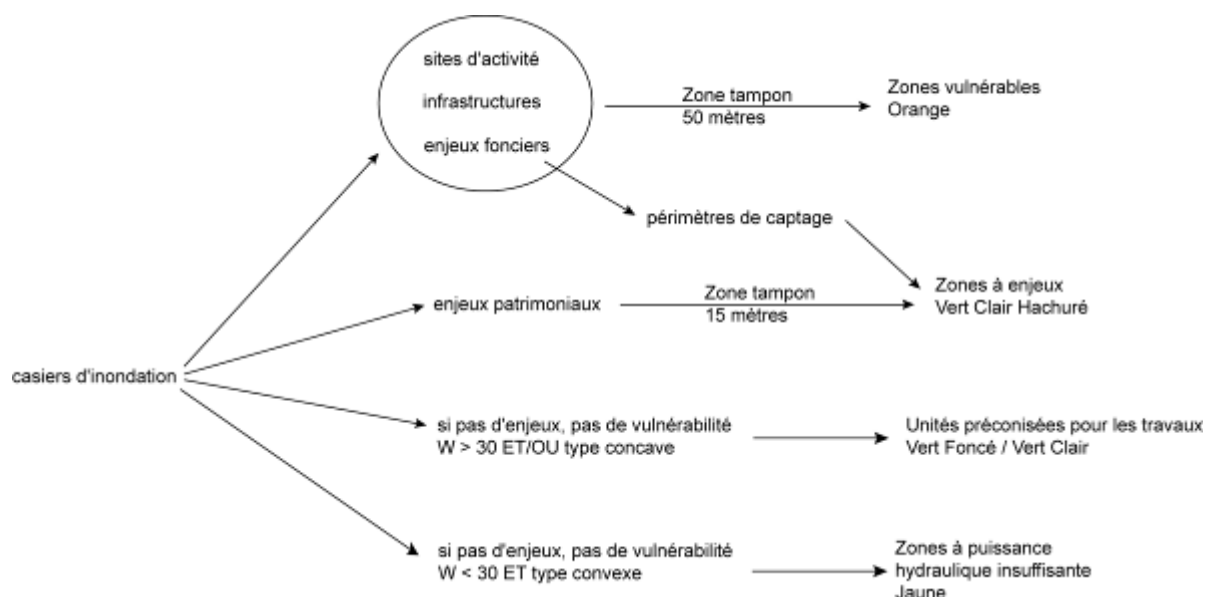 sites d'activité
infrastructures
enjeux fonciers
Zone tampon
50 mètres
Zones vulnérables
Orange
périmètres de captage
enjeux patrimoniaux
Zone tampon
15 mètres
Zones à enjeux
Vert Clair Hachuré
casiers d'inondation
si pas d'enjeux, pas de vulnérabilité
W > 30 ET/OU type concave
Unités préconisées pour les travaux
Vert Foncé / Vert Clair
si pas d'enjeux, pas de vulnérabilité
W < 30 ET type convexe
Zones à puissance
hydraulique insuffisante
Jaune